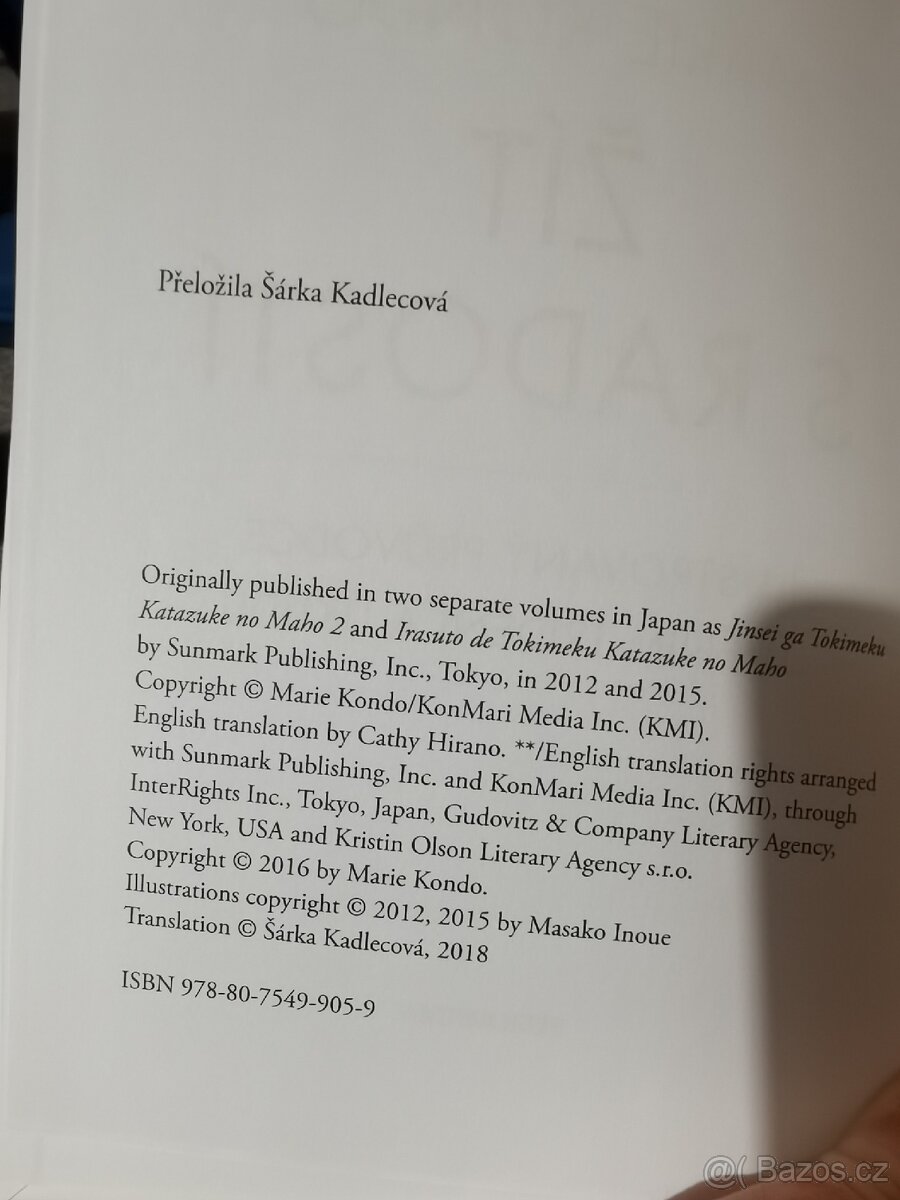 Přeložila Šárka Kadlecová
Originally published in two separate volumes in Japan as Jinsei ga Tokimeku
Katazuke no Maho 2 and Irasuto de Tokimeku Katazuke no Maho
by Sunmark Publishing, Inc., Tokyo, in 2012 and 2015.
Copyright © Marie Kondo/KonMari Media Inc. (KMI).
English translation by Cathy Hirano. **/English translation rights arranged
with Sunmark Publishing, Inc. and KonMari Media Inc. (KMI), through
InterRights Inc., Tokyo, Japan, Gudovitz & Company Literary Agency,
New York, USA and Kristin Olson Literary Agency s.r.o.
Copyright © 2016 by Marie Kondo.
Illustrations copyright © 2012, 2015 by Masako Inoue
Translation © Šárka Kadlecová, 2018
ISBN 978-80-7549-905-9
@( Bazos.cz